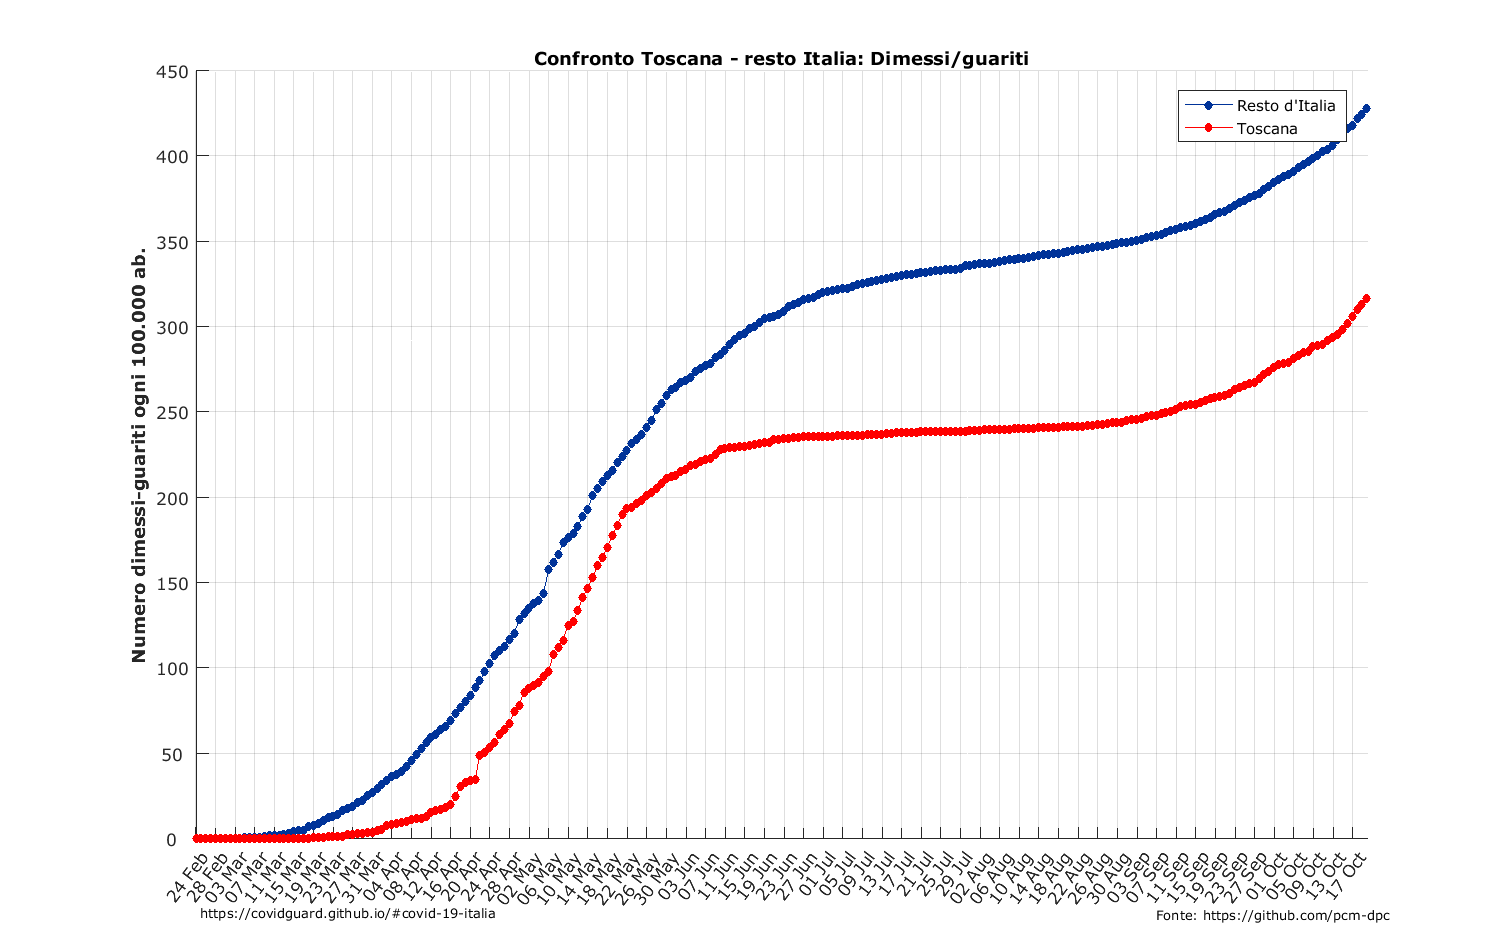 Confronto Toscana - resto Italia: Dimessi/guariti
Numero dimessi-guariti ogni 100.000 ab.
450
400
350
300
250
200
150
100
50
0
Resto d'Italia
Toscana
24 Feb
28 Feb
03 Mar
07 Mar
11 Mar
15 Mar
19 Mar
23 Mar
27 Mar
31 Mar
04 Apr
08 Apr
12 Apr
16 Apr
20 Apr
24 Apr
28 Apr
02 May
06 May
10 May
14 May
18 May
22 May
26 May
30 May
03 Jun
07 Jun
11 Jun
15 Jun
19 Jun
23 Jun
27 Jun
01 Jul
05 Jul
09 Jul
13 Jul
17 Jul
21 Jul
25 Jul
29 Jul
02 Aug
06 Aug
10 Aug
14 Aug
18 Aug
22 Aug
26 Aug
30 Aug
03 Sep
07 Sep
11 Sep
15 Sep
19 Sep
23 Sep
27 Sep
01 Oct
05 Oct
09 Oct
13 Oct
17 Oct
https://covidguard.github.io/#covid-19-italia
Fonte: https://github.com/pcm-dpc